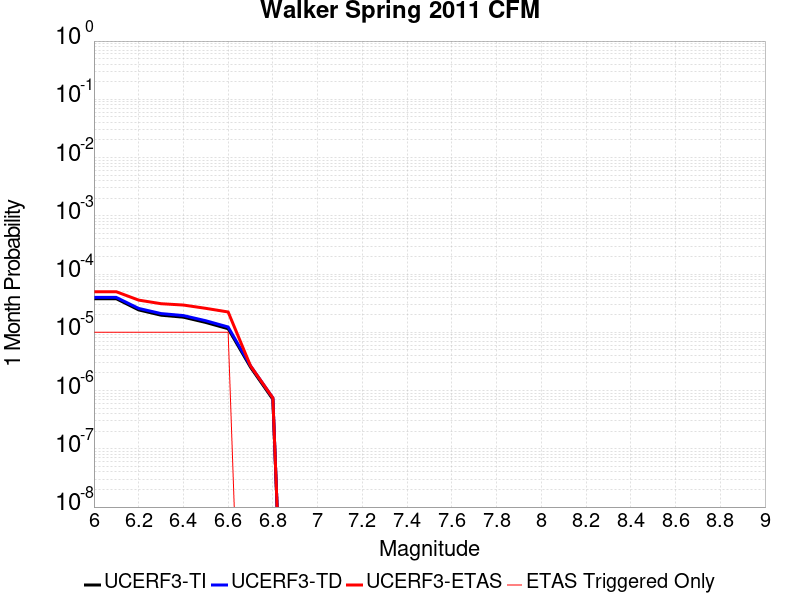 Walker Spring 2011 CFM
1 Month Probability
10^0
10^-1
10^-2
10^-3
10^-4
10^-5
10^-6
10^-7
10^-8
6 6.2 6.4 6.6 6.8 7 7.2 7.4 7.6 7.8 8 8.2 8.4 8.6 8.8 9
Magnitude
UCERF3-TI UCERF3-TD UCERF3-ETAS ETAS Triggered Only